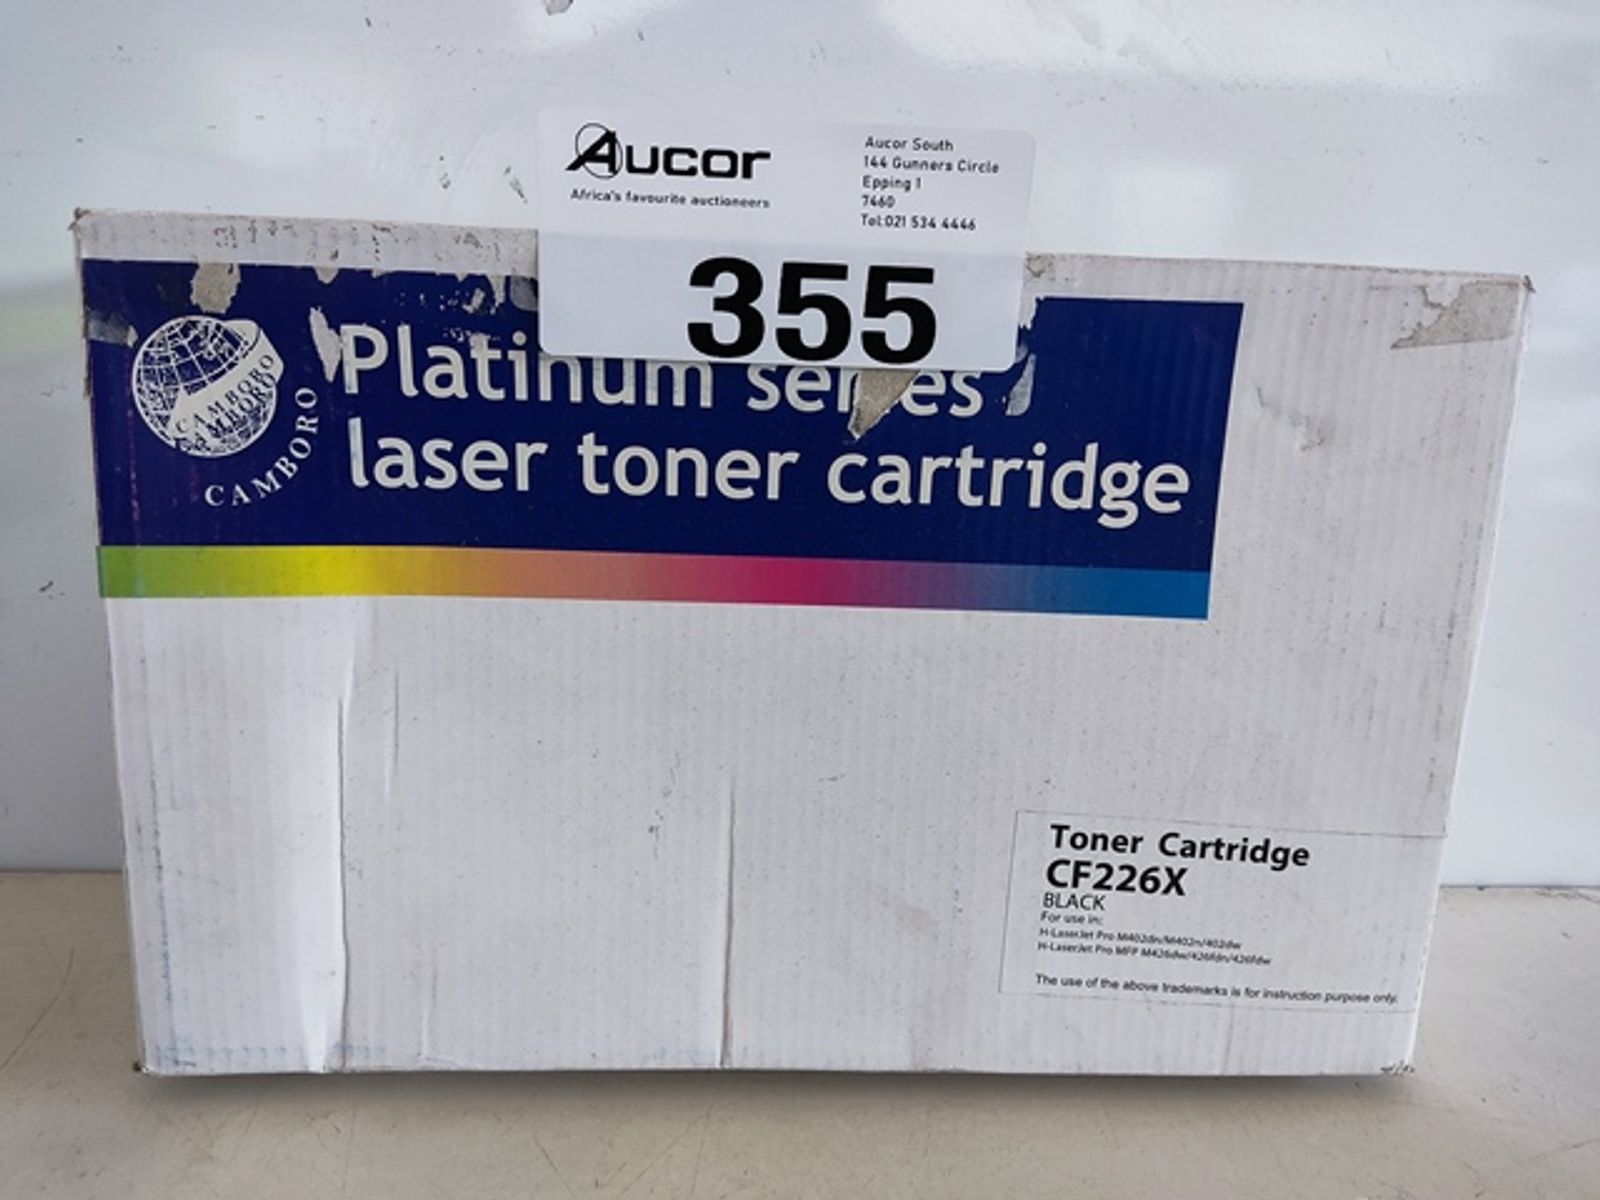 Aucor
Africa's favourite auctioneers
Aucor South
144 Gunners Circle
Epping 1
7460
Tel:021 534 4446
355
CAMBORO
CAMBORO
CAMBORO
Platinum series
laser toner cartridge
Toner Cartridge
CF226X
BLACK
For use in:
H-LaserJet Pro M402dn/M402n/402dw
H-LaserJet Pro MFP M426dw/426fdn/426fdw
The use of the above trademarks is for instruction purpose only.